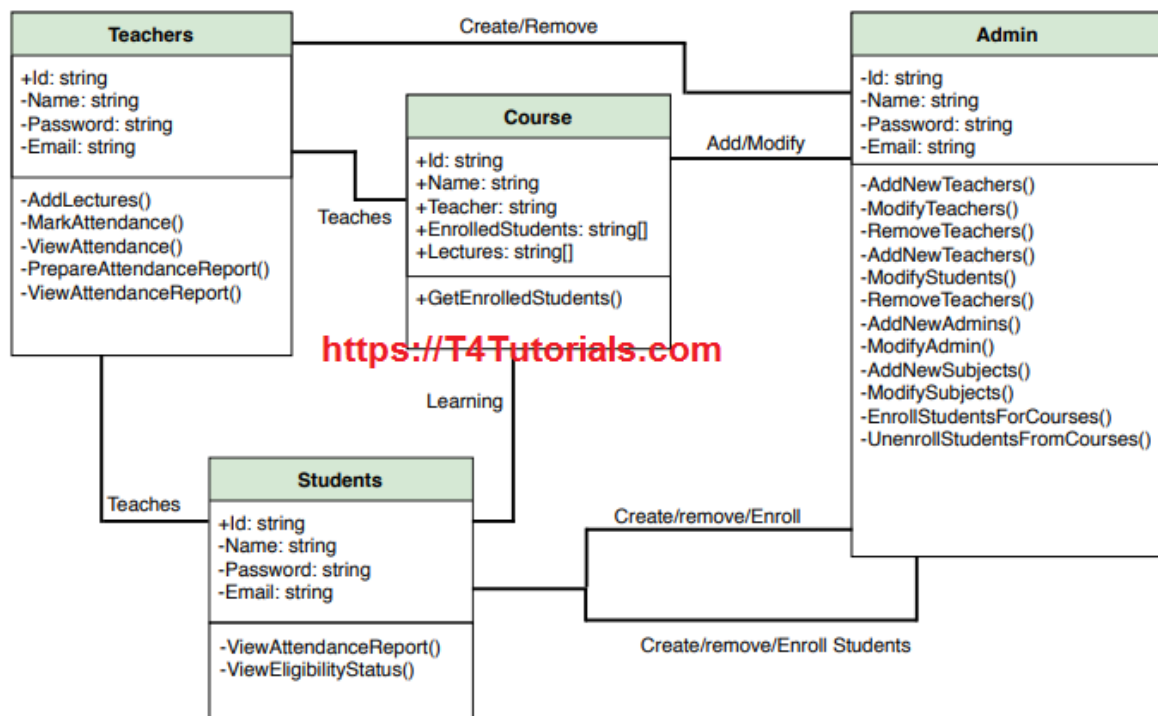 Teachers
+Id: string
-Name: string
-Password: string
-Email: string
-AddLectures()
-MarkAttendance()
-ViewAttendance()
-PrepareAttendanceReport()
-ViewAttendanceReport()
Create/Remove
Teaches
Course
+Id: string
+Name: string
+Teacher: string
+EnrolledStudents: string[]
+Lectures: string[]
+GetEnrolledStudents()
Add/Modify
Admin
-Id: string
-Name: string
-Password: string
-Email: string
-AddNewTeachers()
-ModifyTeachers()
-RemoveTeachers()
-AddNewTeachers()
-ModifyStudents()
-RemoveTeachers()
-AddNewAdmins()
-ModifyAdmin()
-AddNewSubjects()
-ModifySubjects()
-EnrollStudentsForCourses()
-UnenrollStudentsFromCourses()
https://T4Tutorials.com
Learning
Teaches
Students
+Id: string
-Name: string
-Password: string
-Email: string
-ViewAttendanceReport()
-ViewEligibilityStatus()
Create/remove/Enroll
Create/remove/Enroll Students